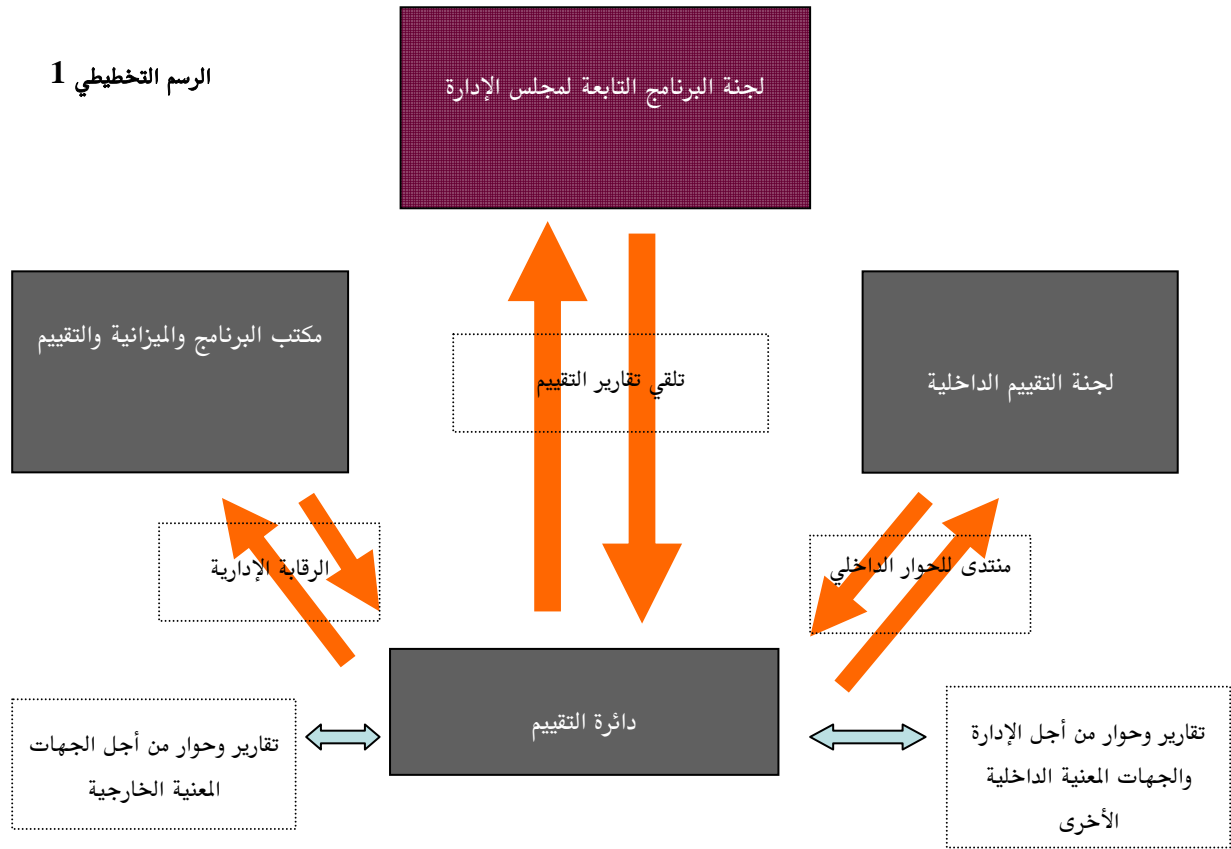 الرسم التخطيطي 1
لجنة البرنامج التابعة لمجلس الإدارة
مكتب البرنامج والميزانية والتقييم
لجنة التقييم الداخلية
تلقي تقارير التقييم
الرقابة الإدارية
منتدى للحوار الداخلي
دائرة التقييم
تقارير وحوار من أجل الإدارة
والجهات المعنية الداخلية
الأخرى
تقارير وحوار من أجل الجهات
المعنية الخارجية